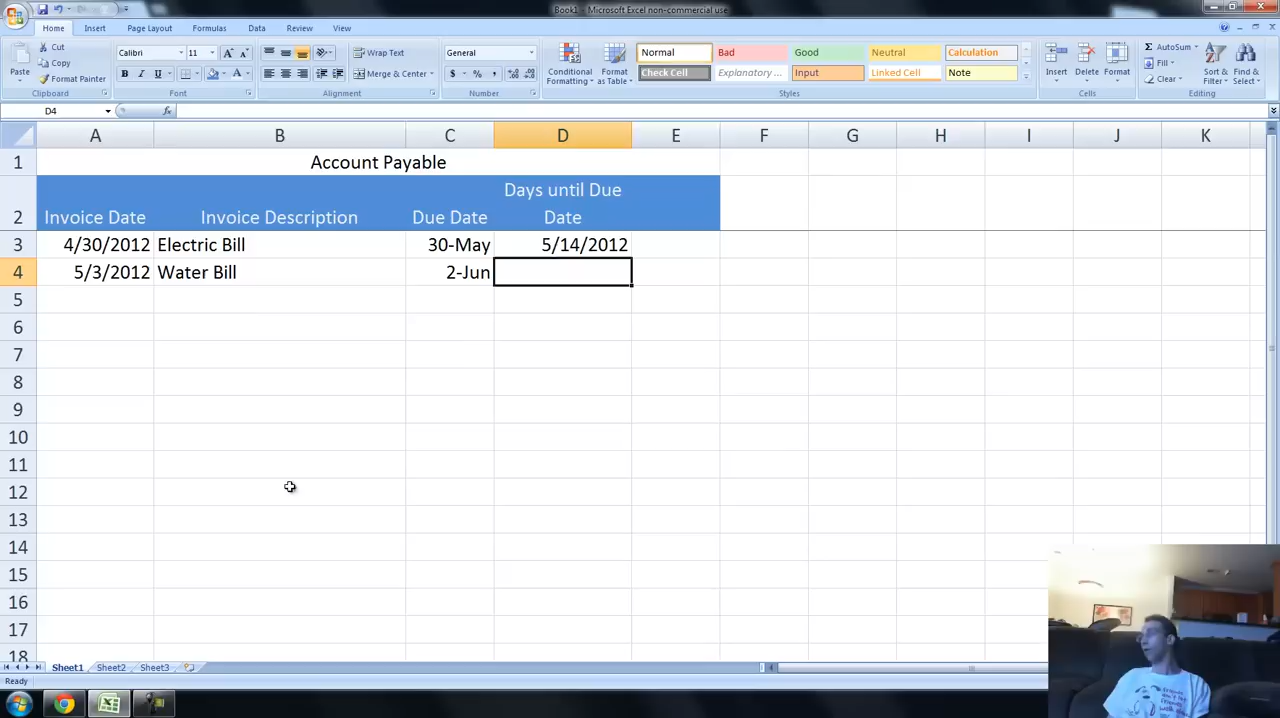 Book1 - Microsoft Excel non-commercial use
Home Insert Page Layout Formulas Data Review View
Paste
Cut
Copy
Format Painter
Clipboard
Calibri 11
B I U
Font
Wrap Text
Merge & Center
Alignment
General
$ % ,
Number
Conditional Formatting
Format as Table
Normal Bad Good Neutral Calculation
Check Cell Explanatory ... Input Linked Cell Note
Styles
Insert Delete Format
Cells
AutoSum
Fill
Clear
Sort & Filter
Find & Select
Editing
D4 fx
A B C D E F G H I J K
1 Account Payable
Days until Due
2 Invoice Date Invoice Description Due Date Date
3 4/30/2012 Electric Bill 30-May 5/14/2012
4 5/3/2012 Water Bill 2-Jun
5
6
7
8
9
10
11
12
13
14
15
16
17
18
Sheet1 Sheet2 Sheet3
Ready